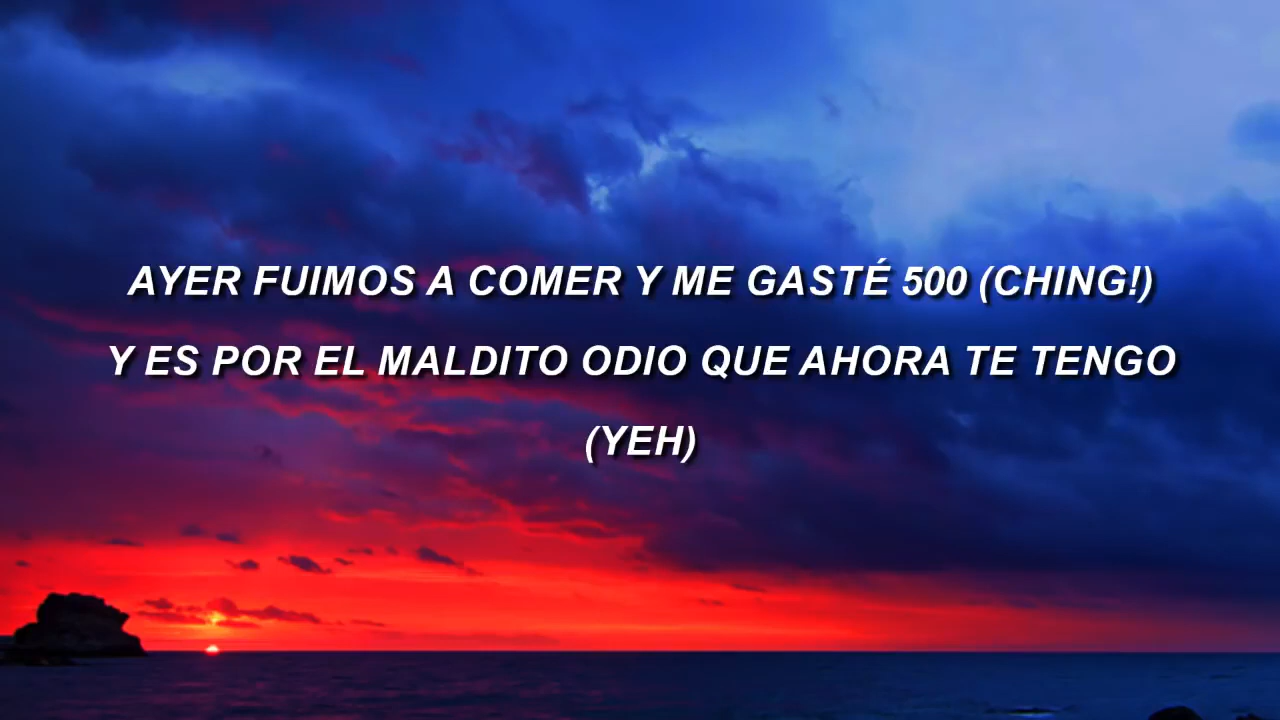 AYER FUIMOS A COMER Y ME GASTÉ 500 (CHING!)
Y ES POR EL MALDITO ODIO QUE AHORA TE TENGO
(YEH)